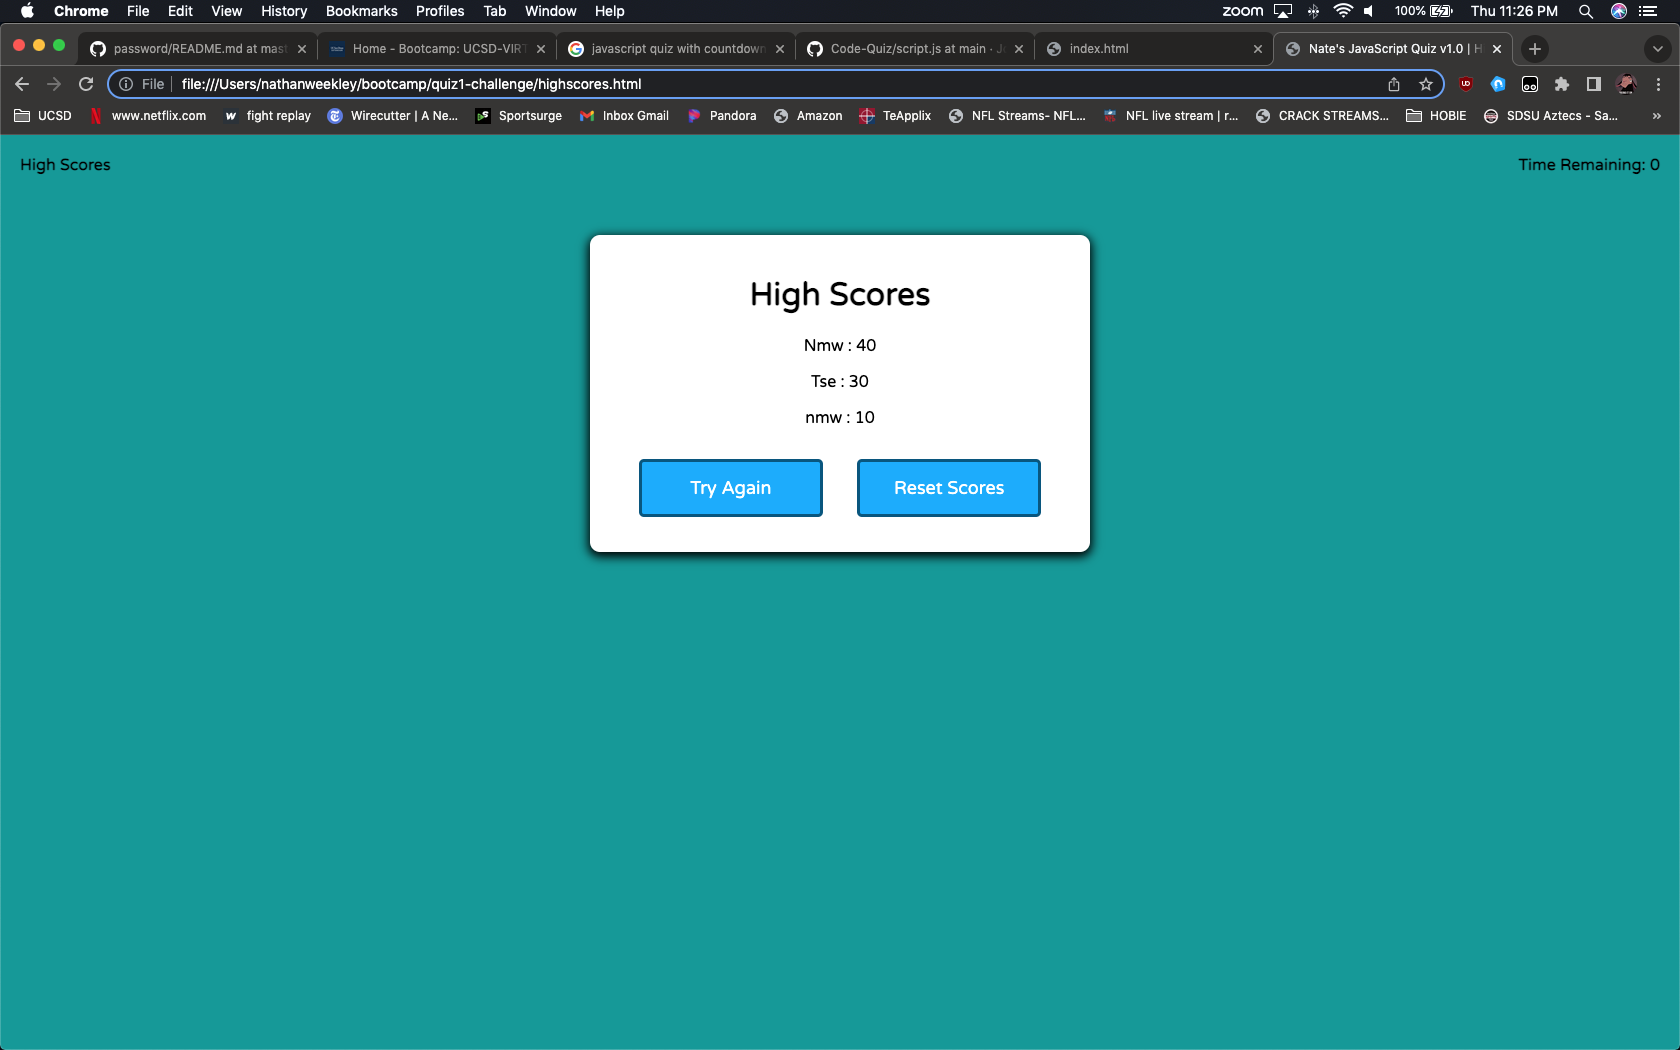 Chrome File Edit View History Bookmarks Profiles Tab Window Help zoom 100% Thu 11:26 PM
password/README.md at mast Home - Bootcamp: UCSD-VIRT javascript quiz with countdown Code-Quiz/script.js at main · Jo index.html Nate's JavaScript Quiz v1.0 | H
File file:///Users/nathanweekley/bootcamp/quiz1-challenge/highscores.html
UCSD www.netflix.com fight replay Wirecutter | A Ne... Sportsurge Inbox Gmail Pandora Amazon TeApplix NFL Streams- NFL... NFL live stream | r... CRACK STREAMS... HOBIE SDSU Aztecs - Sa... »
High Scores Time Remaining: 0
High Scores
Nmw : 40
Tse : 30
nmw : 10
Try Again Reset Scores